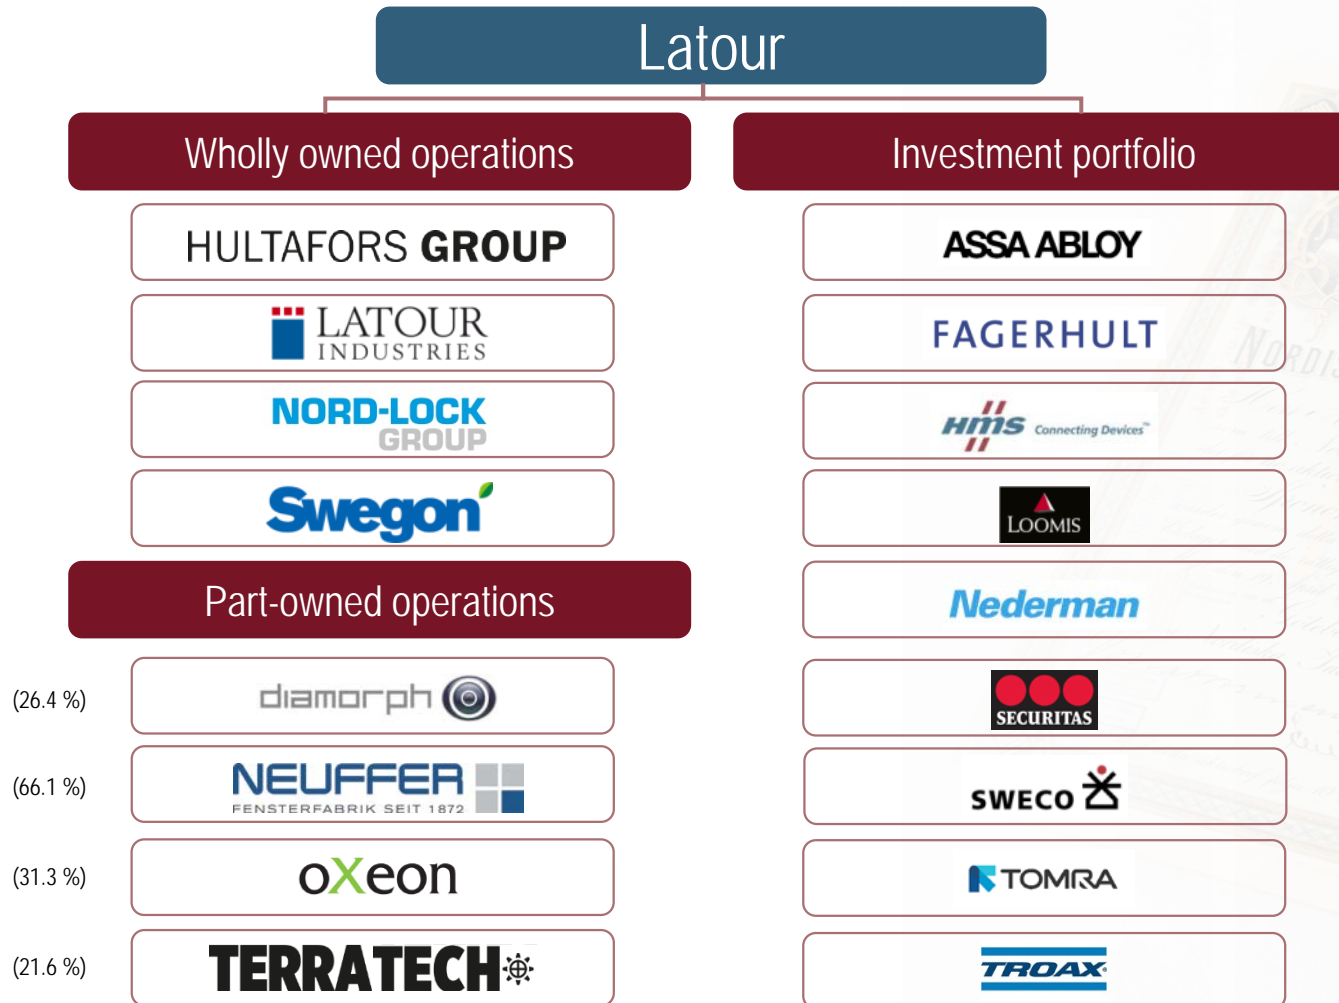 Latour
Wholly owned operations
HULTAFORS GROUP
LATOUR
INDUSTRIES
NORD-LOCK
GROUP
Swegon
Part-owned operations
(26.4 %)
diamorph
(66.1 %)
NEUFFER
FENSTERFABRIK SEIT 1872
(31.3 %)
oXeon
(21.6 %)
TERRATECH
Investment portfolio
ASSA ABLOY
FAGERHULT
HMS Connecting Devices™
LOOMIS
Nederman
SECURITAS
SWECO
TOMRA
TROAX
NORDIS